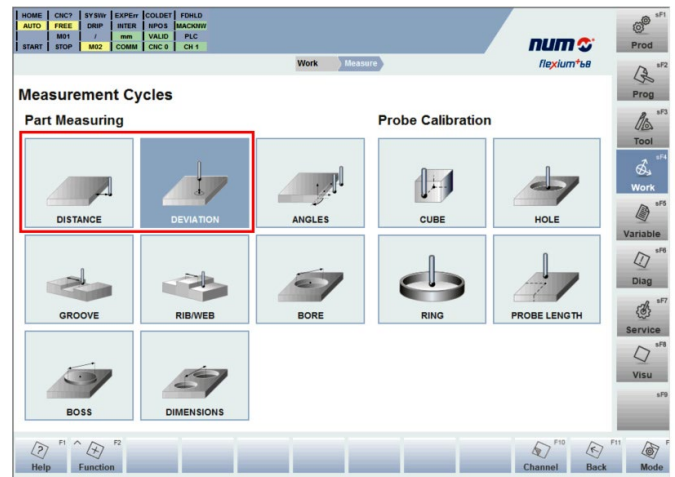 HOME CNC? SYSWr EXPErr COLDET FDHLD
AUTO FREE DRIP INTER NPOS MACKNW
M01 / mm VALID PLC
START STOP M02 COMM CNC 0 CH 1
num
flexium+68
Work Measure
Measurement Cycles
Part Measuring Probe Calibration
DISTANCE DEVIATION ANGLES CUBE HOLE
GROOVE RIB/WEB BORE RING PROBE LENGTH
BOSS DIMENSIONS
sF1
Prod
sF2
Prog
sF3
Tool
sF4
Work
sF5
Variable
sF6
Diag
sF7
Service
sF8
Visu
sF9
F1 F2 F10 F11 F
Help Function Channel Back Mode